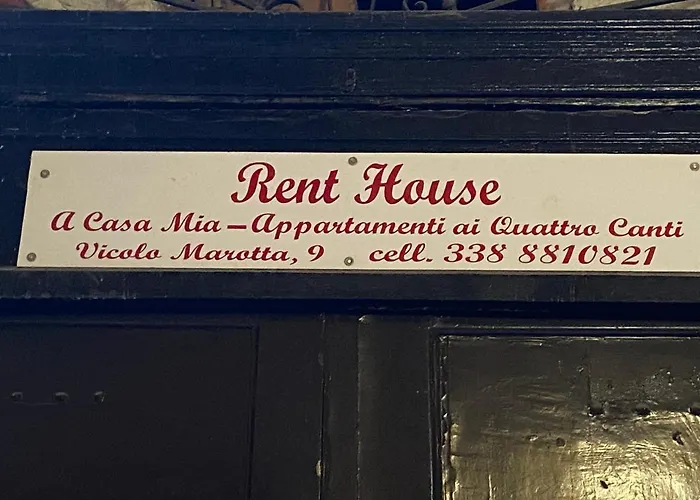 Rent House
A Casa Mia - Appartamenti ai Quattro Canti
Vicolo Marotta, 9 cell. 338 8810821